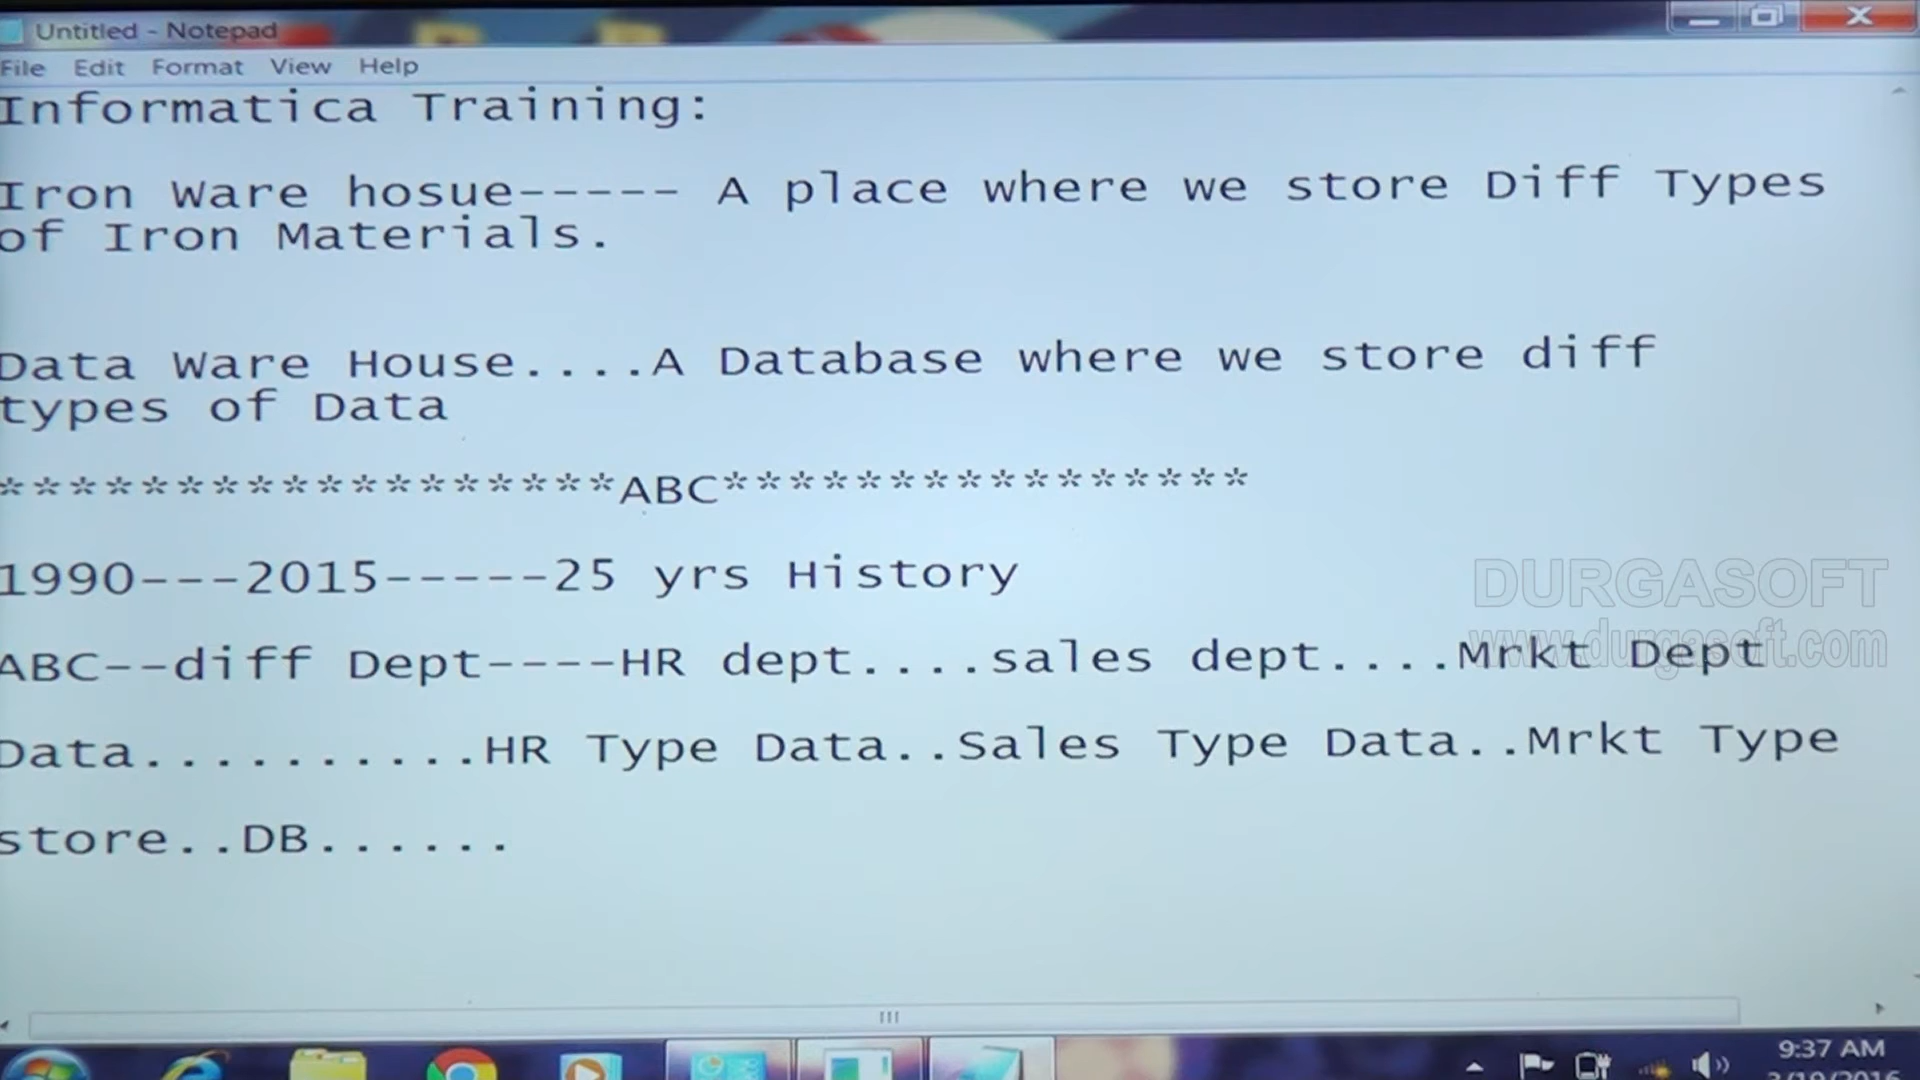 Untitled - Notepad
File Edit Format View Help
Informatica Training:
Iron Ware hosue----- A place where we store Diff Types
of Iron Materials.
Data Ware House....A Database where we store diff
types of Data
******************ABC****************
1990---2015-----25 yrs History
ABC--diff Dept----HR dept....sales dept....Mrkt Dept
Data..........HR Type Data..Sales Type Data..Mrkt Type
store..DB......
DURGASOFT
www.durgasoft.com
9:37 AM